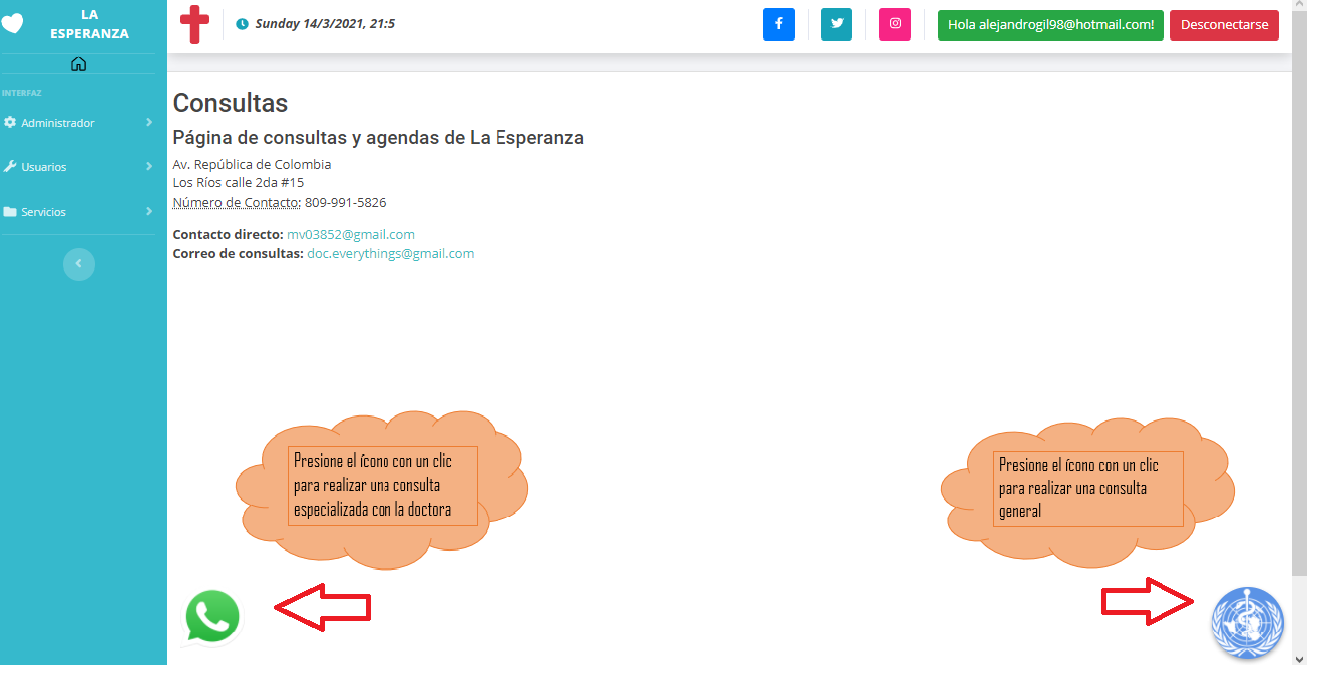 LA
ESPERANZA
Sunday 14/3/2021, 21:5
Hola alejandrogil98@hotmail.com!
Desconectarse
INTERFAZ
Administrador
Usuarios
Servicios
Consultas
Página de consultas y agendas de La Esperanza
Av. República de Colombia
Los Ríos calle 2da #15
Número de Contacto: 809-991-5826
Contacto directo: mv03852@gmail.com
Correo de consultas: doc.everythings@gmail.com
Presione el ícono con un clic
para realizar una consulta
especializada con la doctora
Presione el ícono con un clic
para realizar una consulta
general